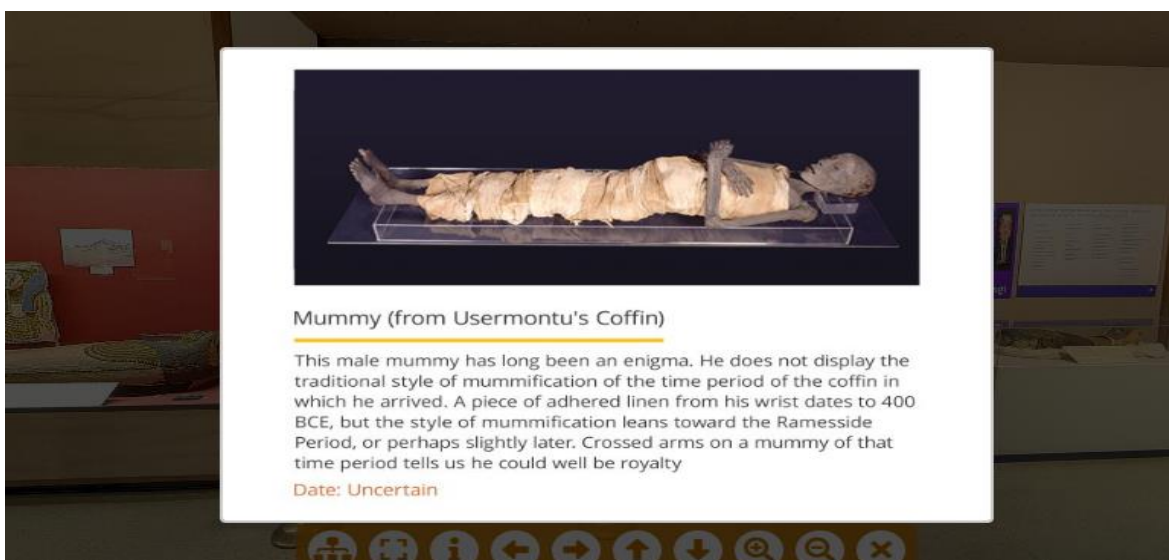 Mummy (from Usermontu's Coffin)
This male mummy has long been an enigma. He does not display the
traditional style of mummification of the time period of the coffin in
which he arrived. A piece of adhered linen from his wrist dates to 400
BCE, but the style of mummification leans toward the Ramesside
Period, or perhaps slightly later. Crossed arms on a mummy of that
time period tells us he could well be royalty
Date: Uncertain